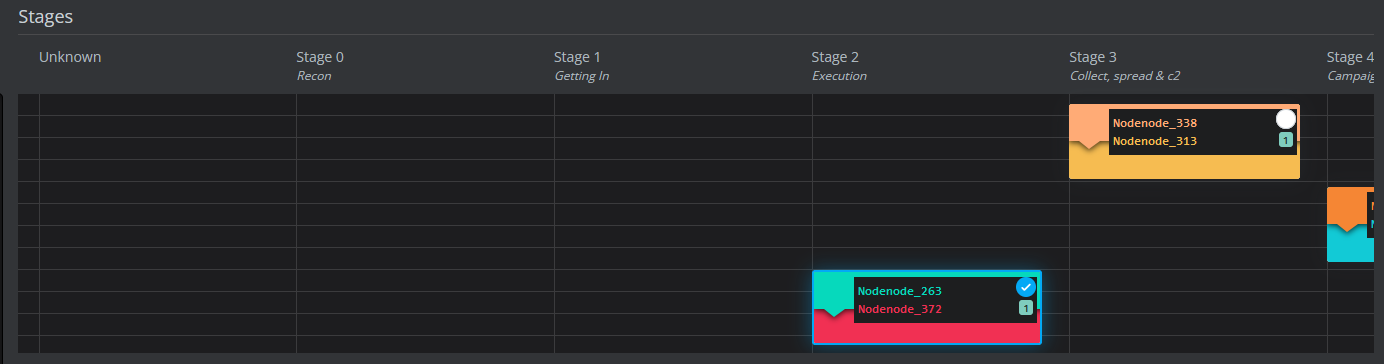 Stages
Unknown
Stage 0
Recon
Stage 1
Getting In
Stage 2
Execution
Stage 3
Collect, spread & c2
Stage 4
Nodenode_338
Nodenode_313
1
Nodenode_263
Nodenode_372
1